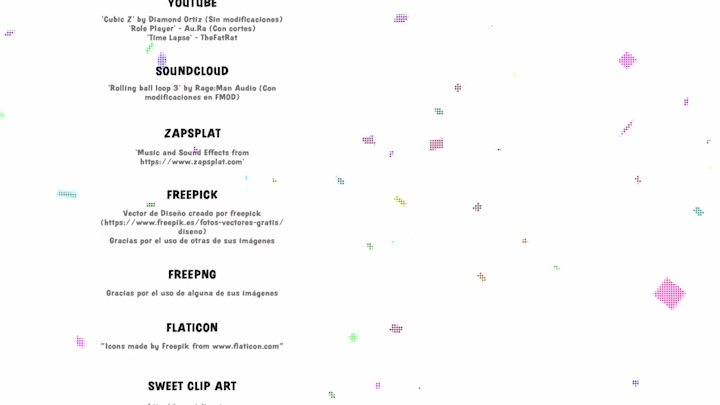 YOUTUBE
'Cubic Z' by Diamond Ortiz (Sin modificaciones)
'Role Player' - Au.Ra (Con cortes)
'Time Lapse' - TheFatRat
SOUNDCLOUD
'Rolling ball loop 3' by Rage:Man Audio (Con
modificaciones en FMOD)
ZAPSPLAT
'Music and Sound Effects from
https://www.zapsplat.com'
FREEPICK
Vector de Diseño creado por freepick
(https://www.freepik.es/fotos-vectores-gratis/
diseno)
Gracias por el uso de otras de sus imágenes
FREEPNG
Gracias por el uso de alguna de sus imágenes
FLATICON
"Icons made by Freepik from www.flaticon.com"
SWEET CLIP ART